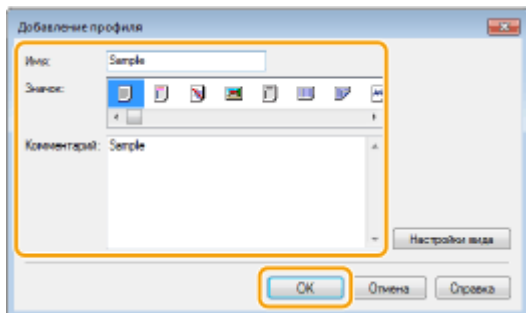 Добавление профиля
Имя: Sample
Значок:
Комментарий: Sample
Настройки вида
OK Отмена Справка